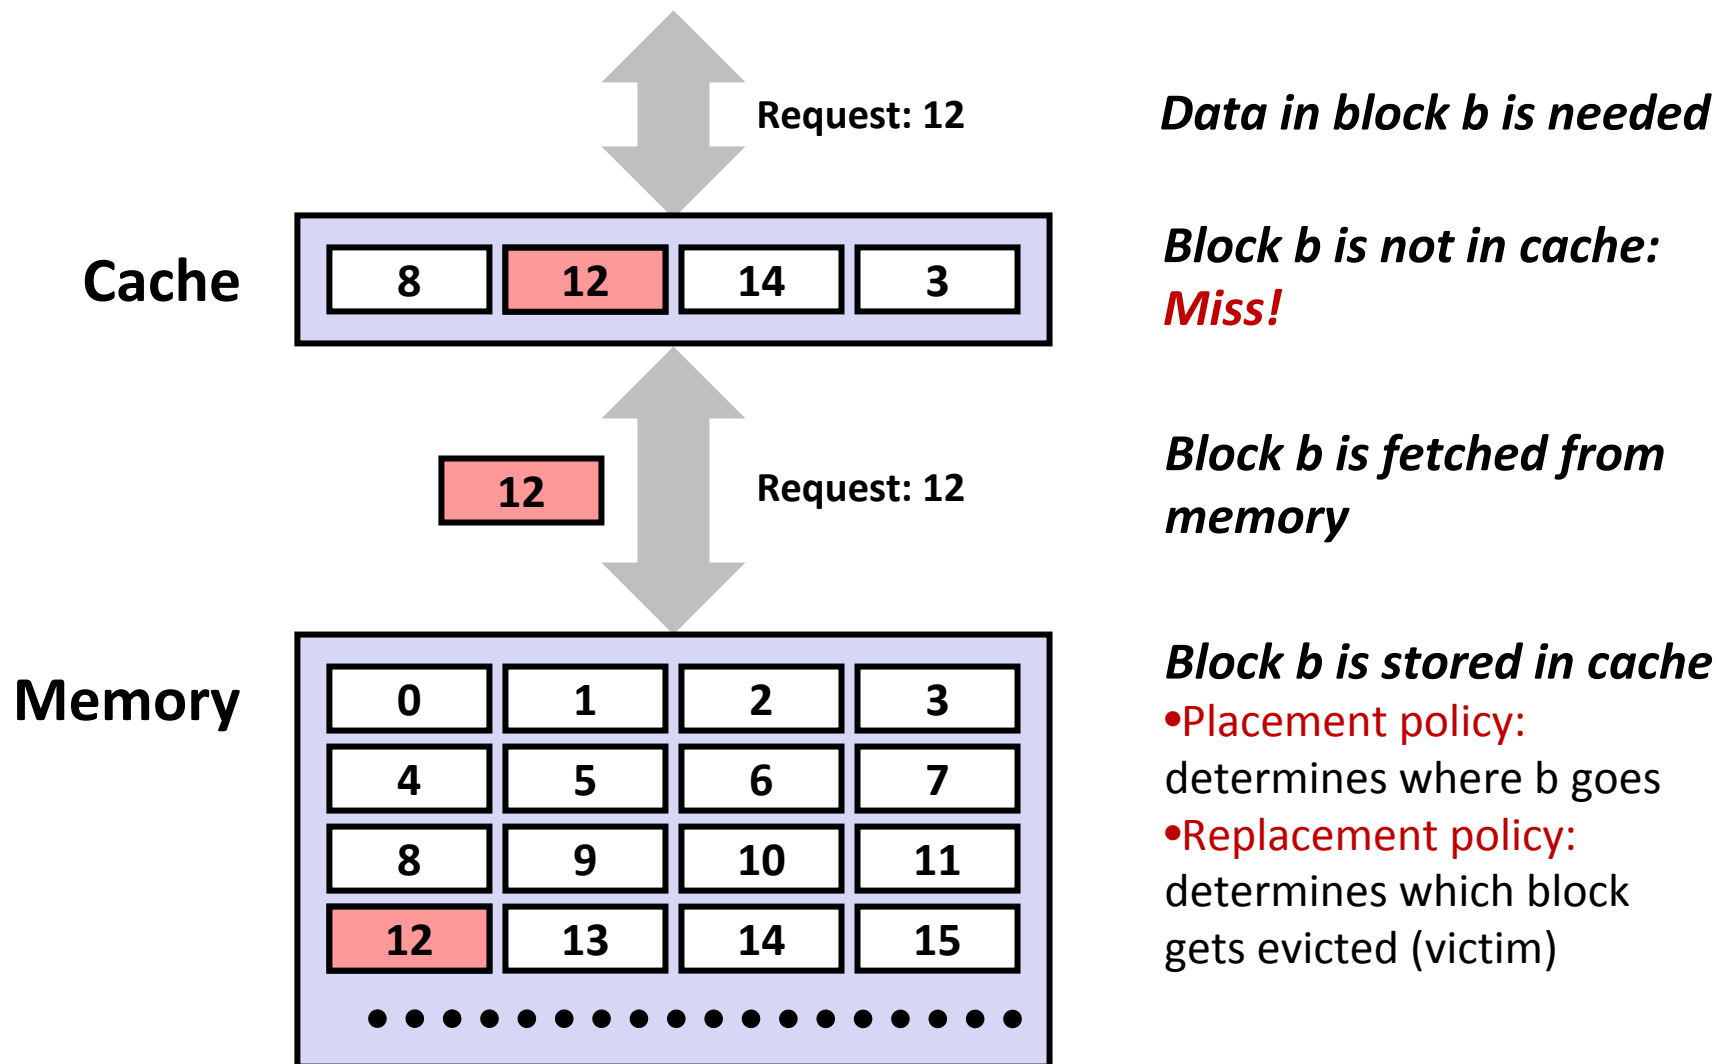 Request: 12
Data in block b is needed
Cache
8 12 14 3
Block b is not in cache:
Miss!
12
Request: 12
Block b is fetched from
memory
Memory
0 1 2 3
4 5 6 7
8 9 10 11
12 13 14 15
Block b is stored in cache
•Placement policy:
determines where b goes
•Replacement policy:
determines which block
gets evicted (victim)